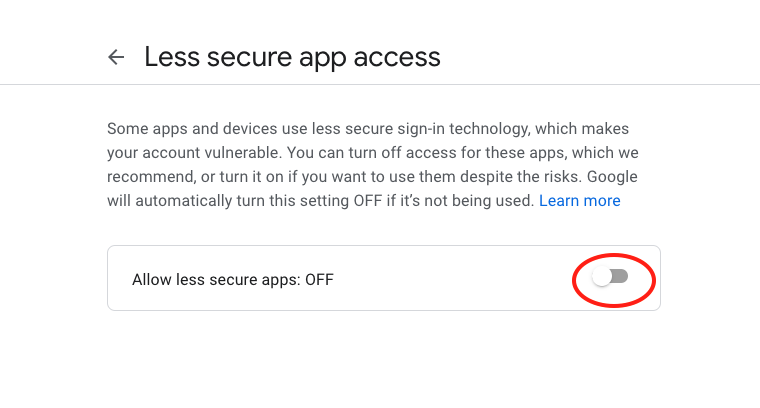 Less secure app access
Some apps and devices use less secure sign-in technology, which makes
your account vulnerable. You can turn off access for these apps, which we
recommend, or turn it on if you want to use them despite the risks. Google
will automatically turn this setting OFF if it’s not being used. Learn more
Allow less secure apps: OFF